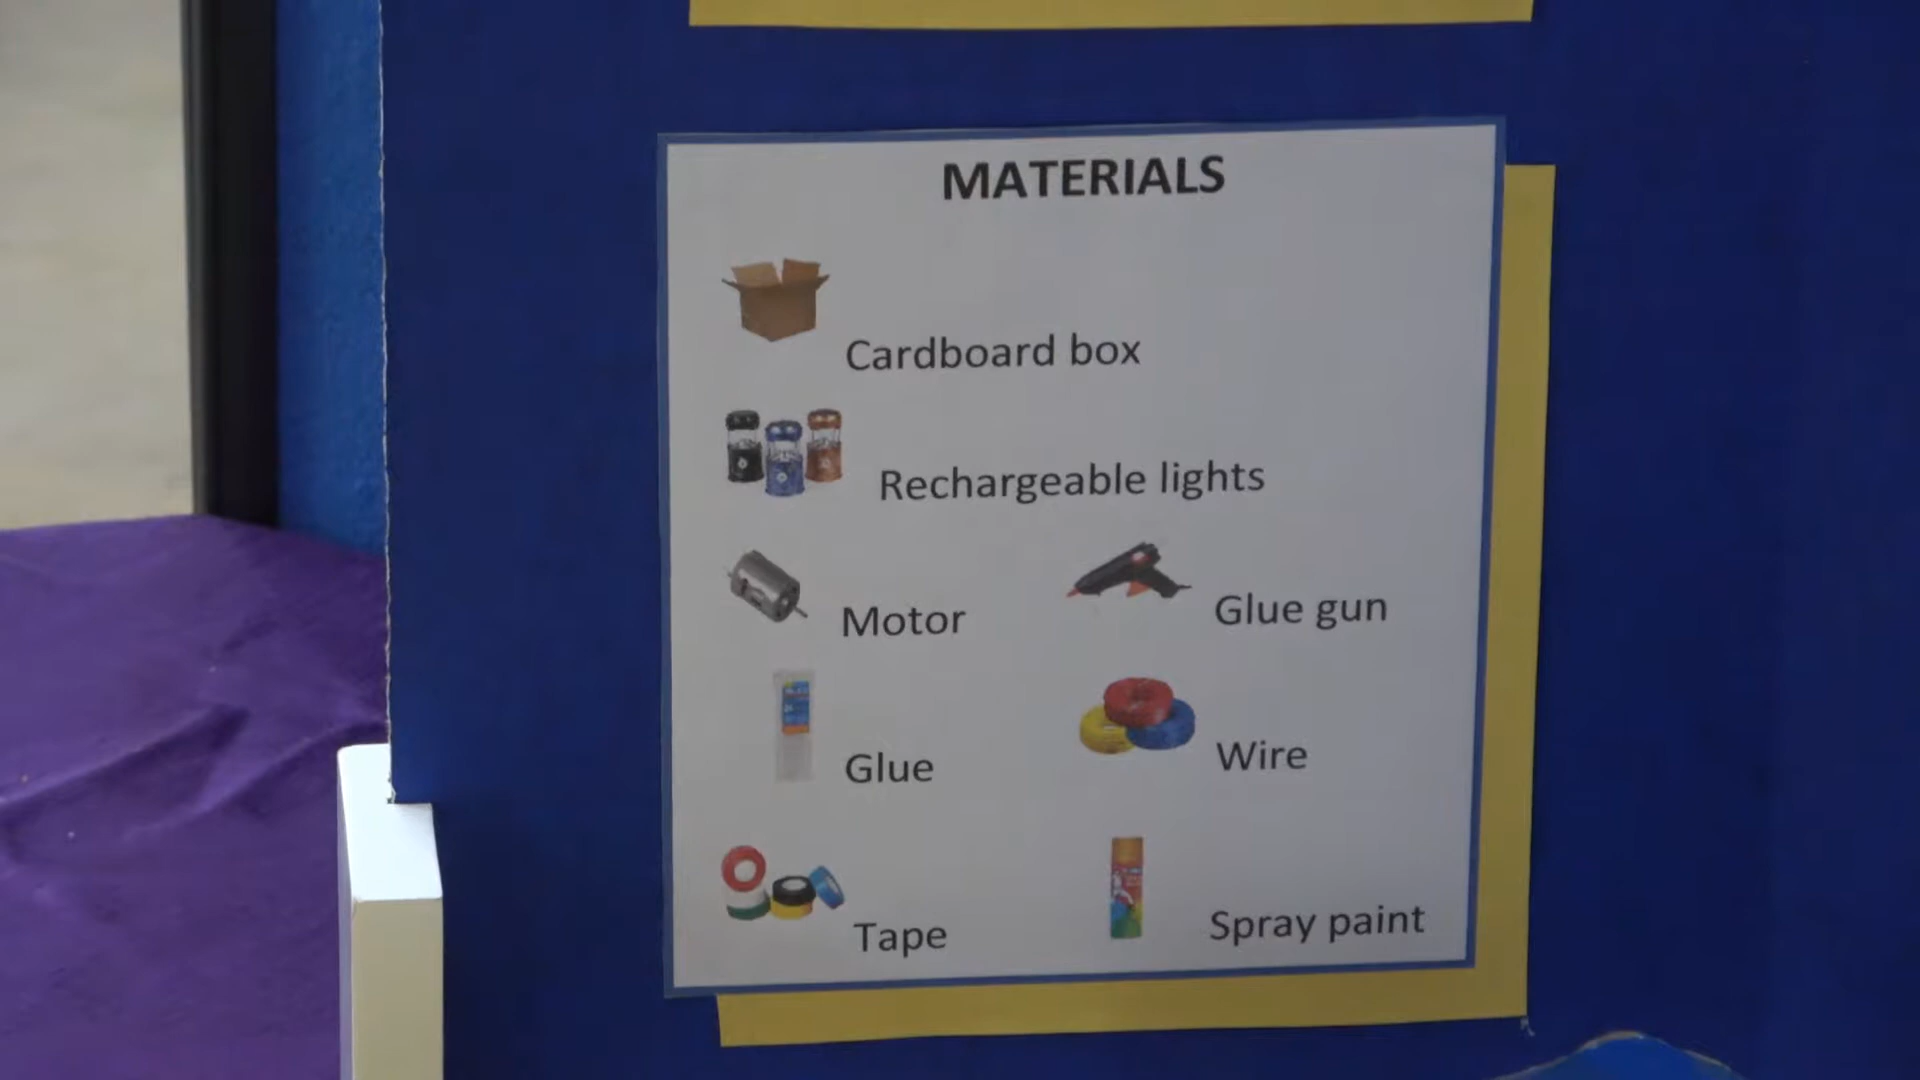 MATERIALS
Cardboard box
Rechargeable lights
Motor
Glue gun
Glue
Wire
Tape
Spray paint